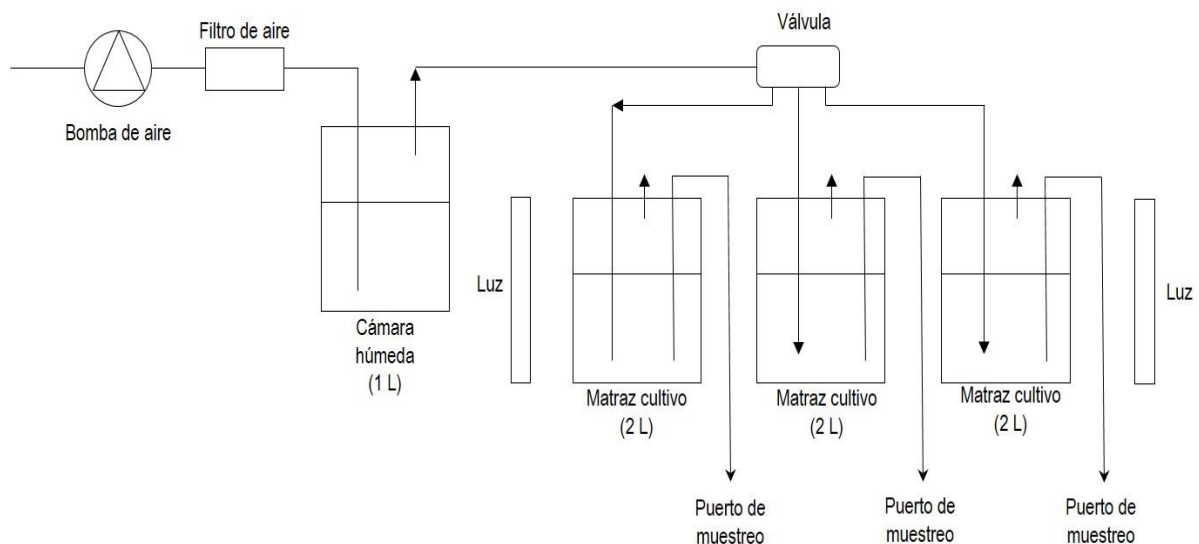 Filtro de aire
Válvula
Bomba de aire
Luz
Luz
Cámara
húmeda
(1 L)
Matraz cultivo
(2 L)
Matraz cultivo
(2 L)
Matraz cultivo
(2 L)
Puerto de
muestreo
Puerto de
muestreo
Puerto de
muestreo